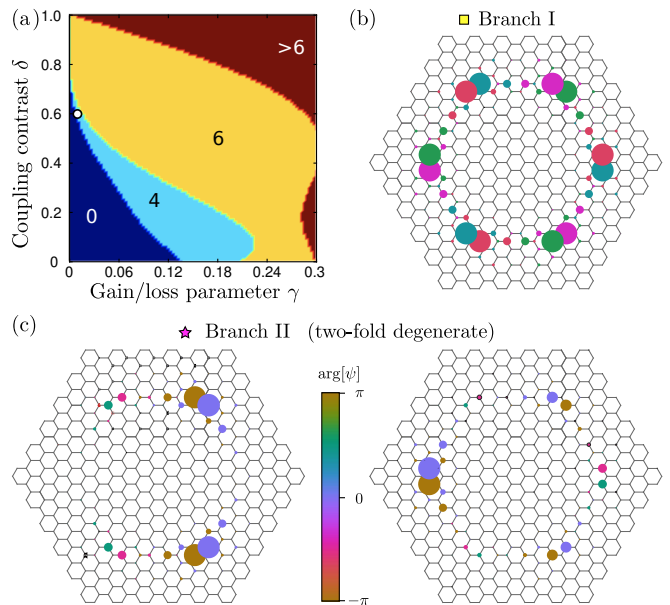 (a)
Coupling contrast δ
1.0
0.8
0.6
0.4
0.2
0
>6
6
4
0
0
0.06
0.12
0.18
0.24
0.3
Gain/loss parameter γ
(b)
Branch I
(c)
Branch II (two-fold degenerate)
arg[ψ]
π
0
−π